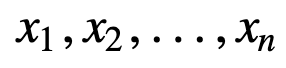 x₁, x₂, ..., xₙ